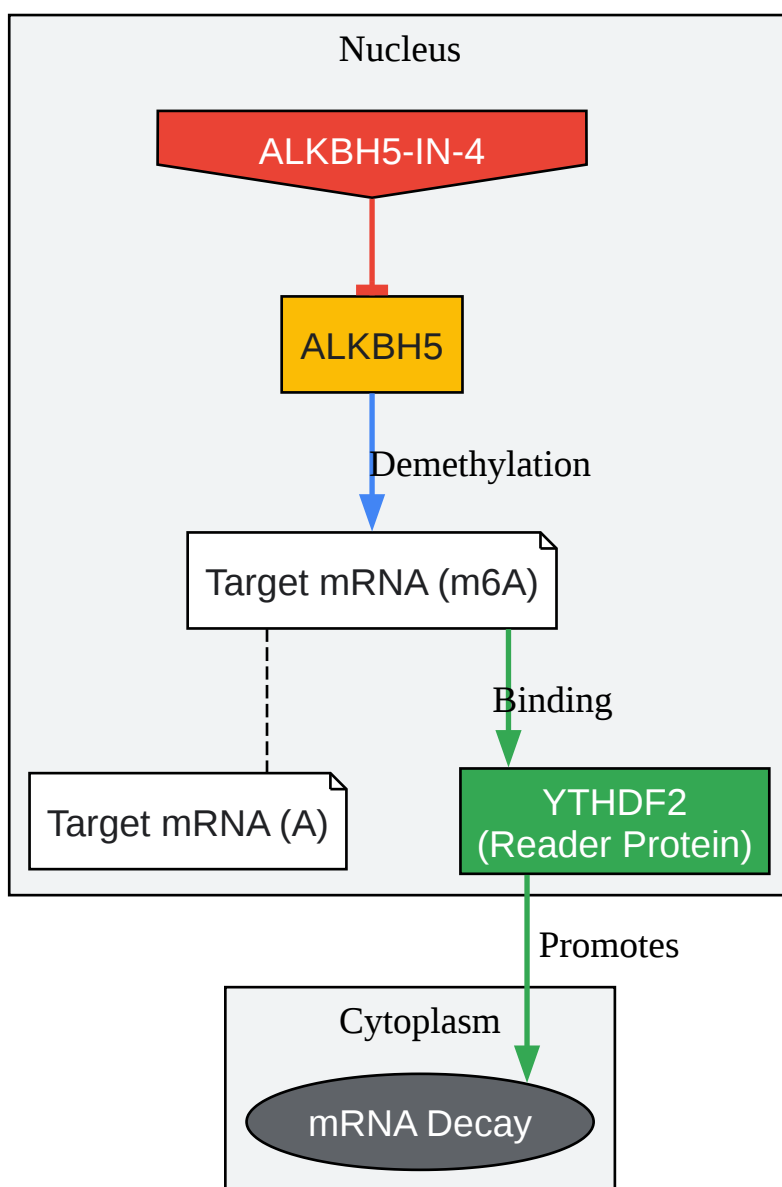 Nucleus
ALKBH5-IN-4
ALKBH5
Demethylation
Target mRNA (m6A)
Binding
Target mRNA (A)
YTHDF2
(Reader Protein)
Promotes
Cytoplasm
mRNA Decay